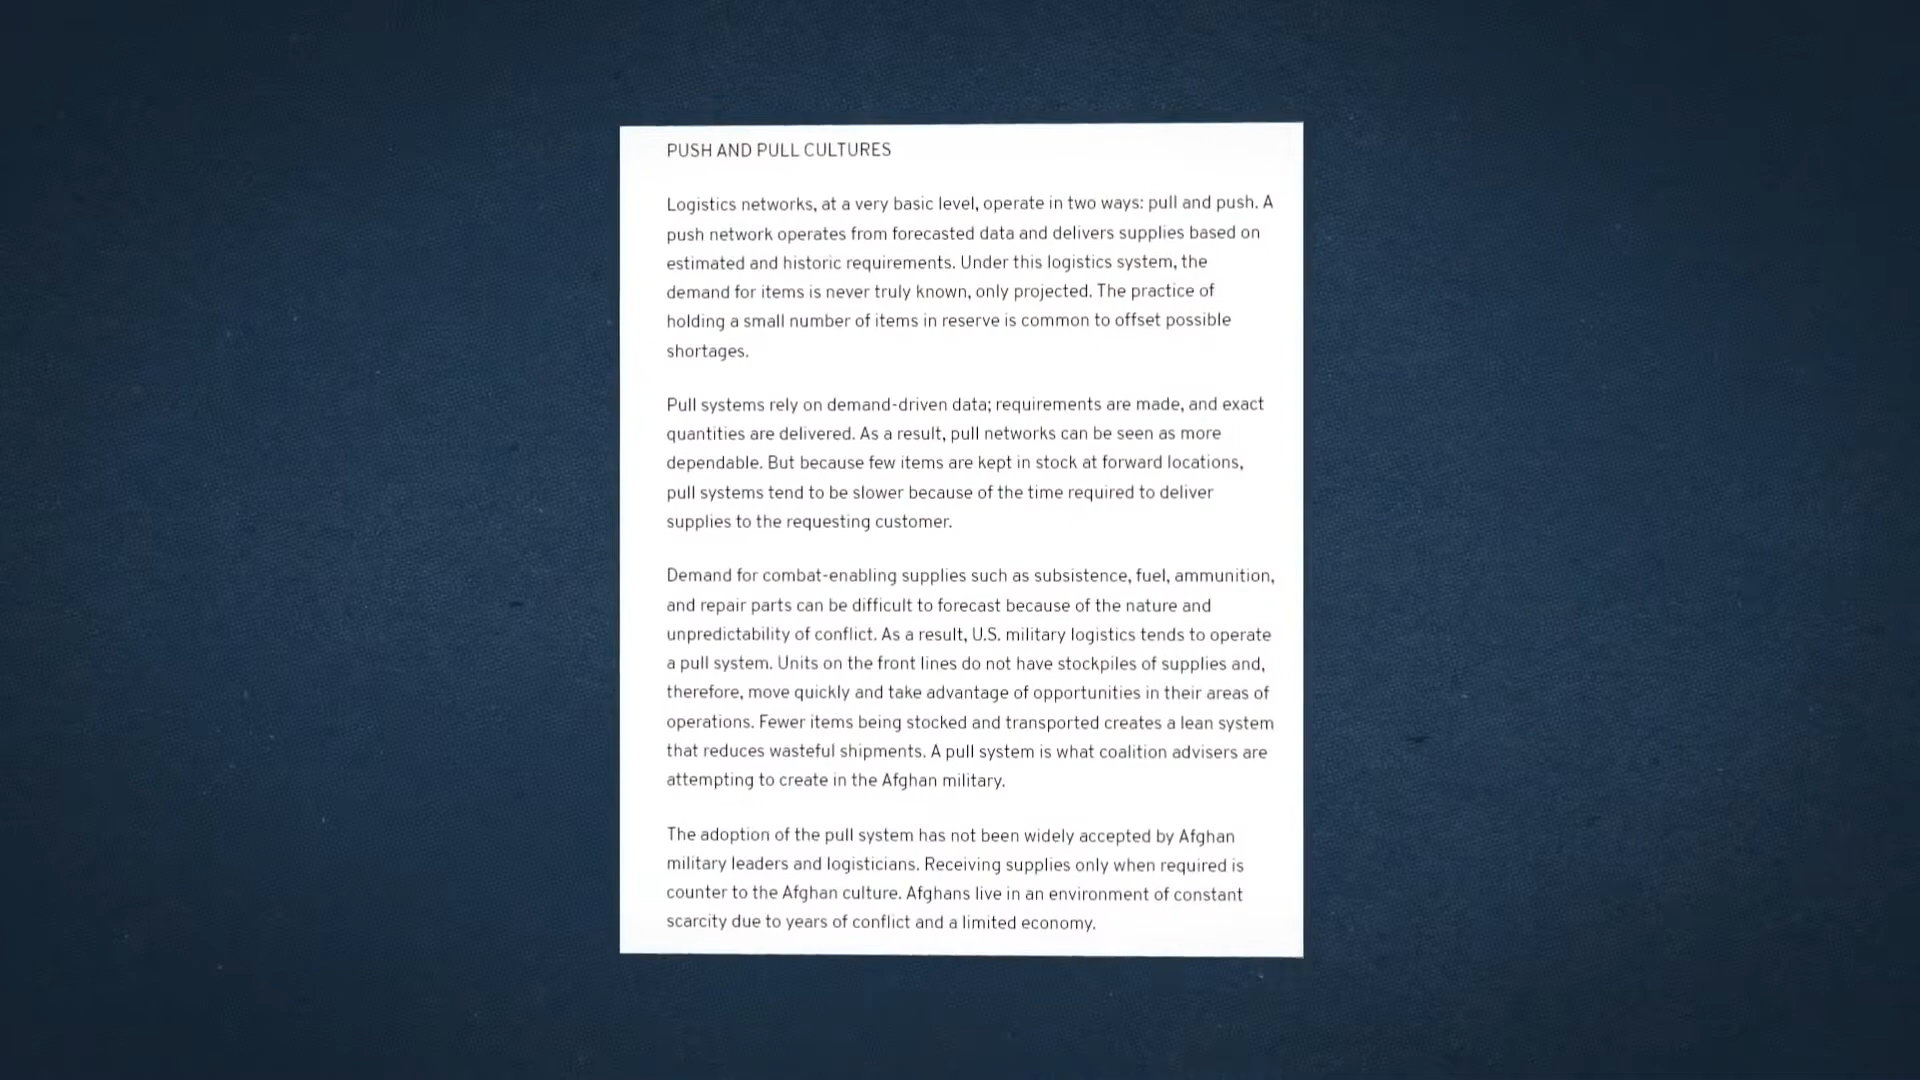 PUSH AND PULL CULTURES
Logistics networks, at a very basic level, operate in two ways: pull and push. A
push network operates from forecasted data and delivers supplies based on
estimated and historic requirements. Under this logistics system, the
demand for items is never truly known, only projected. The practice of
holding a small number of items in reserve is common to offset possible
shortages.
Pull systems rely on demand-driven data; requirements are made, and exact
quantities are delivered. As a result, pull networks can be seen as more
dependable. But because few items are kept in stock at forward locations,
pull systems tend to be slower because of the time required to deliver
supplies to the requesting customer.
Demand for combat-enabling supplies such as subsistence, fuel, ammunition,
and repair parts can be difficult to forecast because of the nature and
unpredictability of conflict. As a result, U.S. military logistics tends to operate
a pull system. Units on the front lines do not have stockpiles of supplies and,
therefore, move quickly and take advantage of opportunities in their areas of
operations. Fewer items being stocked and transported creates a lean system
that reduces wasteful shipments. A pull system is what coalition advisers are
attempting to create in the Afghan military.
The adoption of the pull system has not been widely accepted by Afghan
military leaders and logisticians. Receiving supplies only when required is
counter to the Afghan culture. Afghans live in an environment of constant
scarcity due to years of conflict and a limited economy.